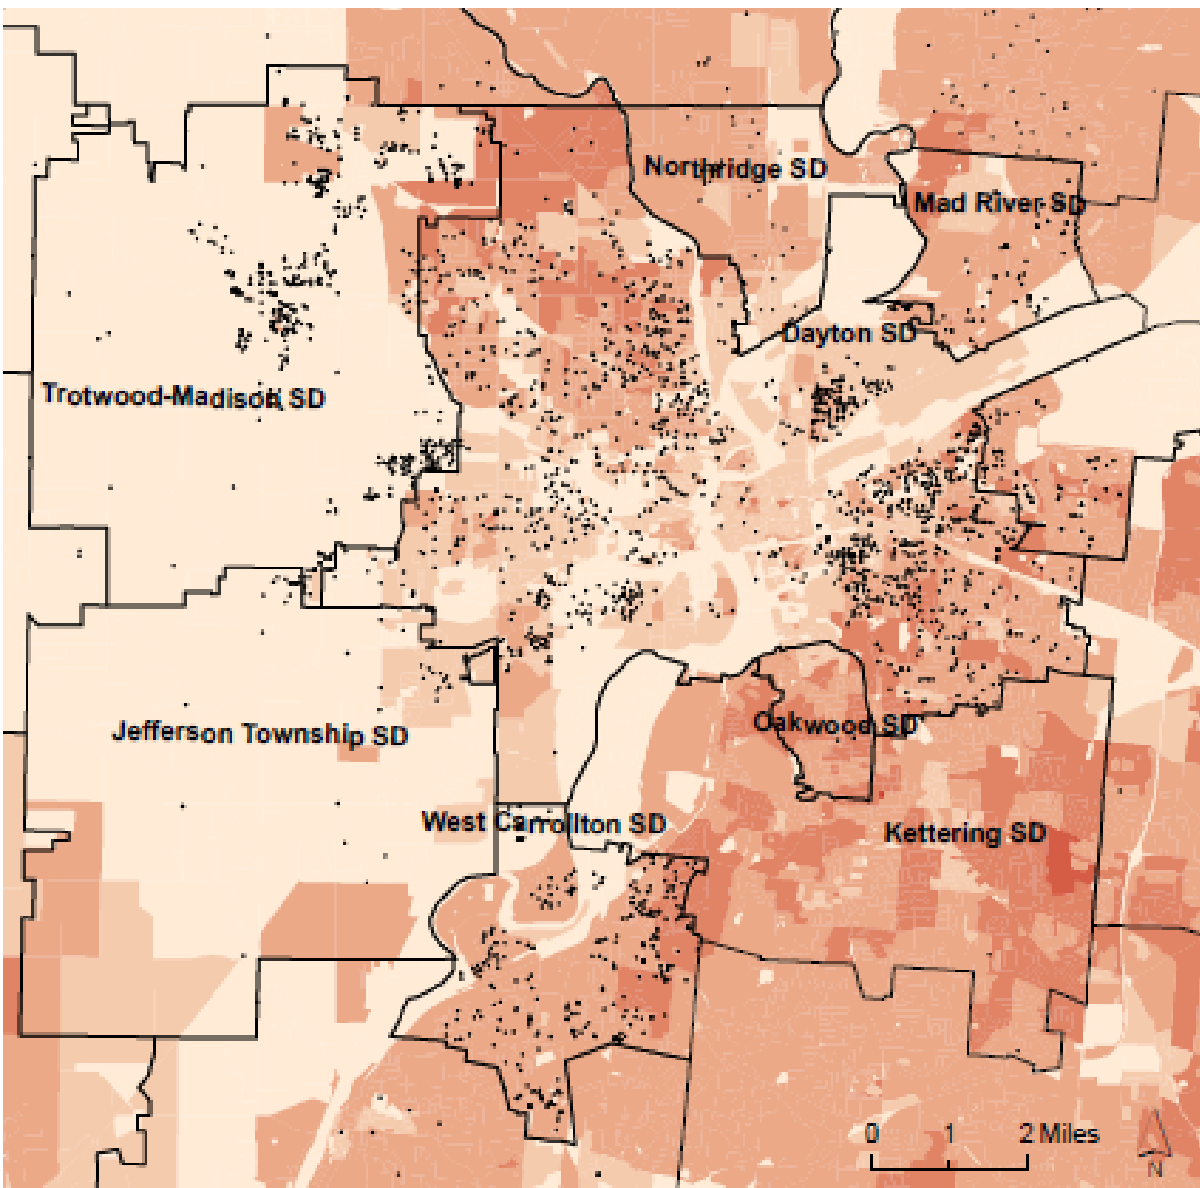 Northridge SD
Mad River SD
Dayton SD
Trotwood-Madison SD
Oakwood SD
Jefferson Township SD
West Carrollton SD
Kettering SD
0 1 2 Miles
N